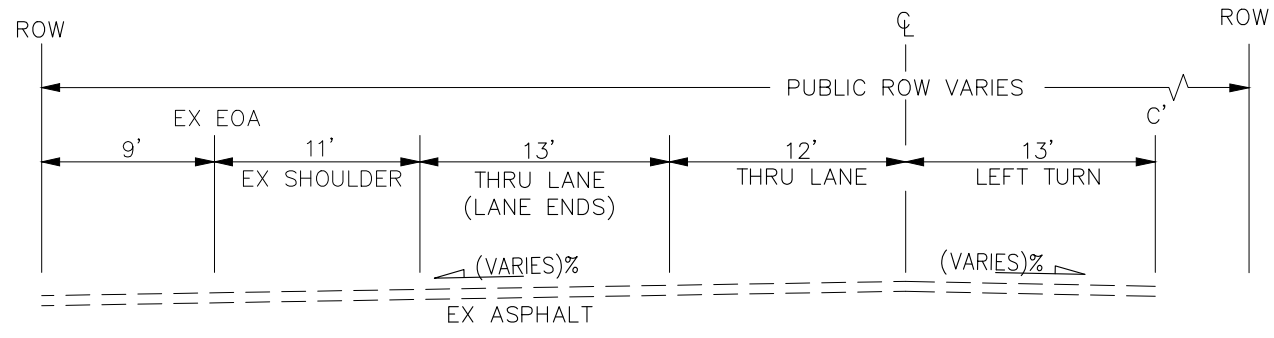 ROW
℄
ROW
PUBLIC ROW VARIES
C'
EX EOA
9'
11'
13'
12'
13'
EX SHOULDER
THRU LANE
(LANE ENDS)
THRU LANE
LEFT TURN
(VARIES)%
(VARIES)%
EX ASPHALT